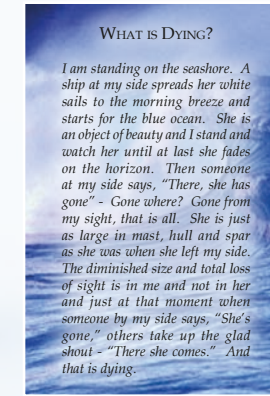 WHAT IS DYING?
I am standing on the seashore. A
ship at my side spreads her white
sails to the morning breeze and
starts for the blue ocean. She is
an object of beauty and I stand and
watch her until at last she fades
on the horizon. Then someone
at my side says, "There, she has
gone" - Gone where? Gone from
my sight, that is all. She is just
as large in mast, hull and spar
as she was when she left my side.
The diminished size and total loss
of sight is in me and not in her
and just at that moment when
someone by my side says, "She's
gone," others take up the glad
shout - "There she comes." And
that is dying.